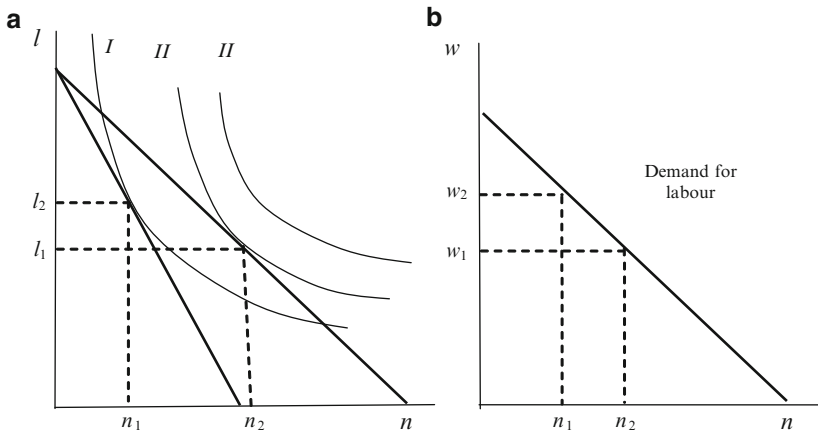 a
l
I
II
II
l₂
l₁
n₁
n₂
n
b
w
Demand for
labour
w₂
w₁
n₁
n₂
n